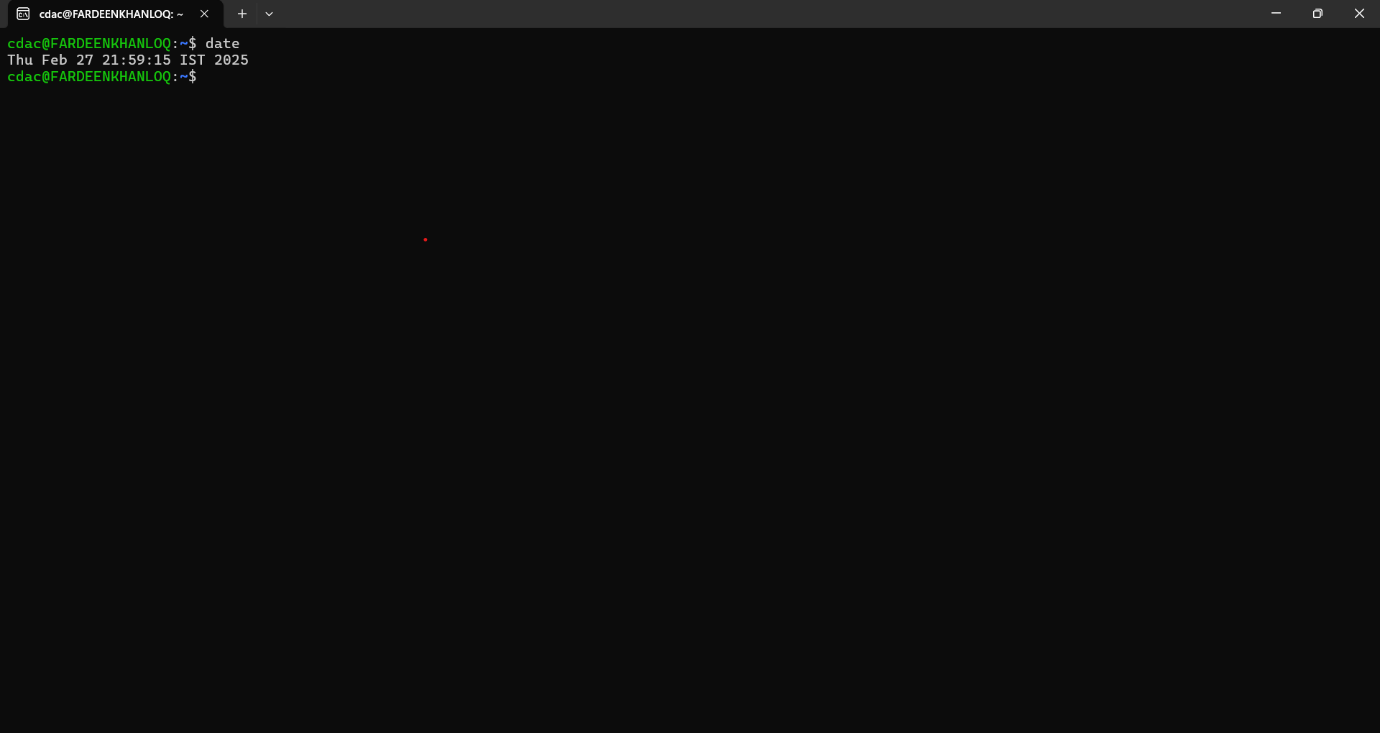 cdac@FARDEENKHANLOQ: ~
cdac@FARDEENKHANLOQ:~$ date
Thu Feb 27 21:59:15 IST 2025
cdac@FARDEENKHANLOQ:~$